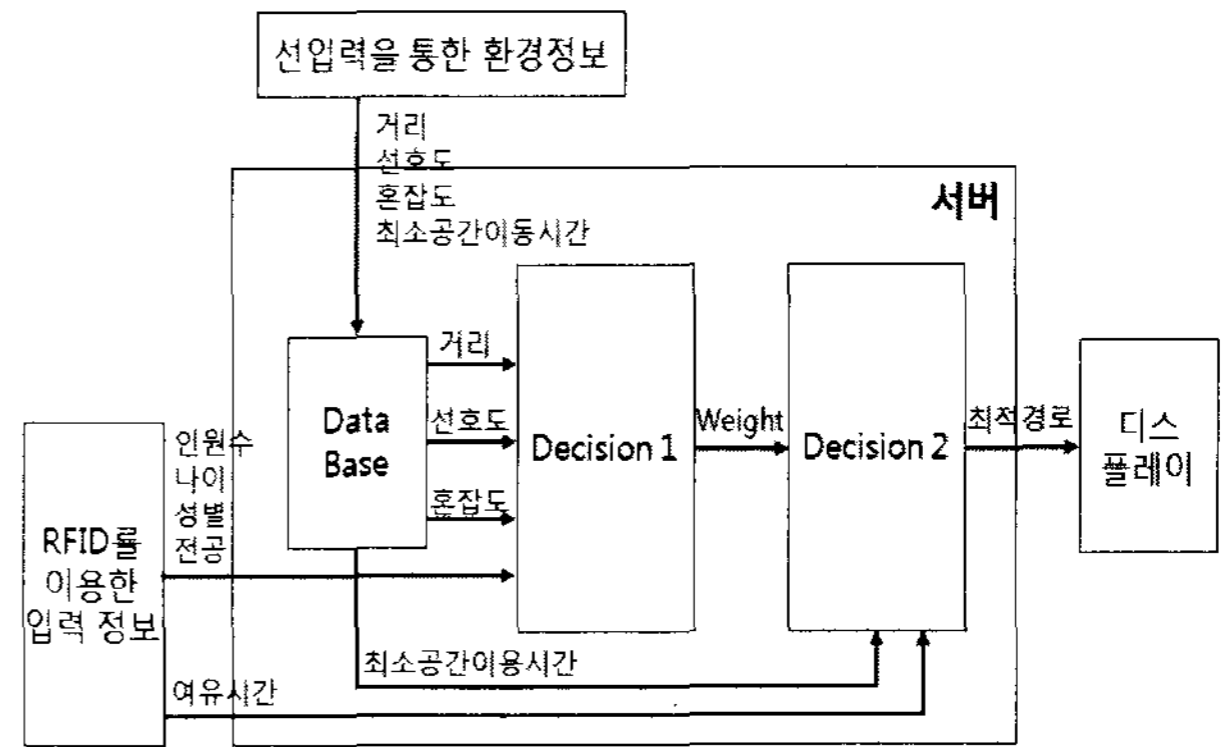 선입력을 통한 환경정보
거리
선호도
혼잡도
최소공간이동시간
서버
Data
Base
거리
선호도
혼잡도
Decision 1
Weight
Decision 2
최적경로
디스
플레이
RFID를
이용한
입력 정보
인원수
나이
성별
전공
최소공간이용시간
여유시간